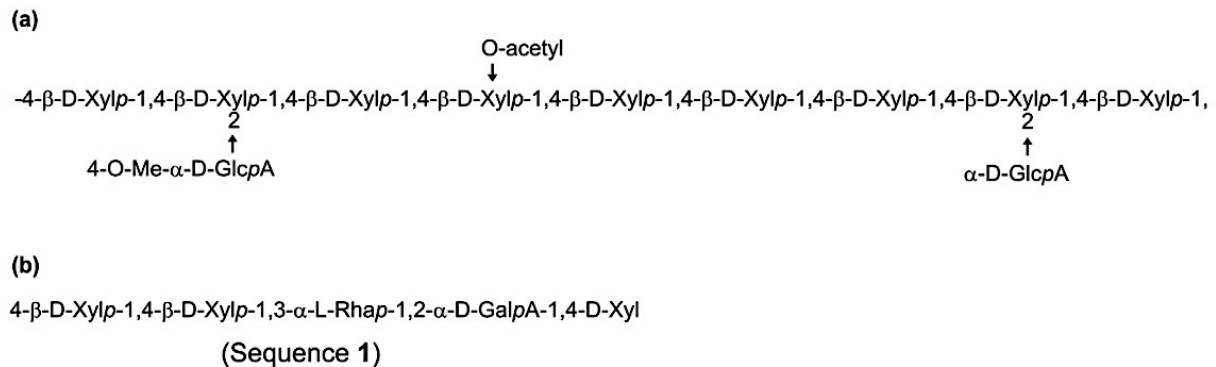 (a)
O-acetyl
↓
-4-β-D-Xylp-1,4-β-D-Xylp-1,4-β-D-Xylp-1,4-β-D-Xylp-1,4-β-D-Xylp-1,4-β-D-Xylp-1,4-β-D-Xylp-1,4-β-D-Xylp-1,4-β-D-Xylp-1,
2 2
↑ ↑
4-O-Me-α-D-GlcpA α-D-GlcpA
(b)
4-β-D-Xylp-1,4-β-D-Xylp-1,3-α-L-Rhap-1,2-α-D-GalpA-1,4-D-Xyl
(Sequence 1)